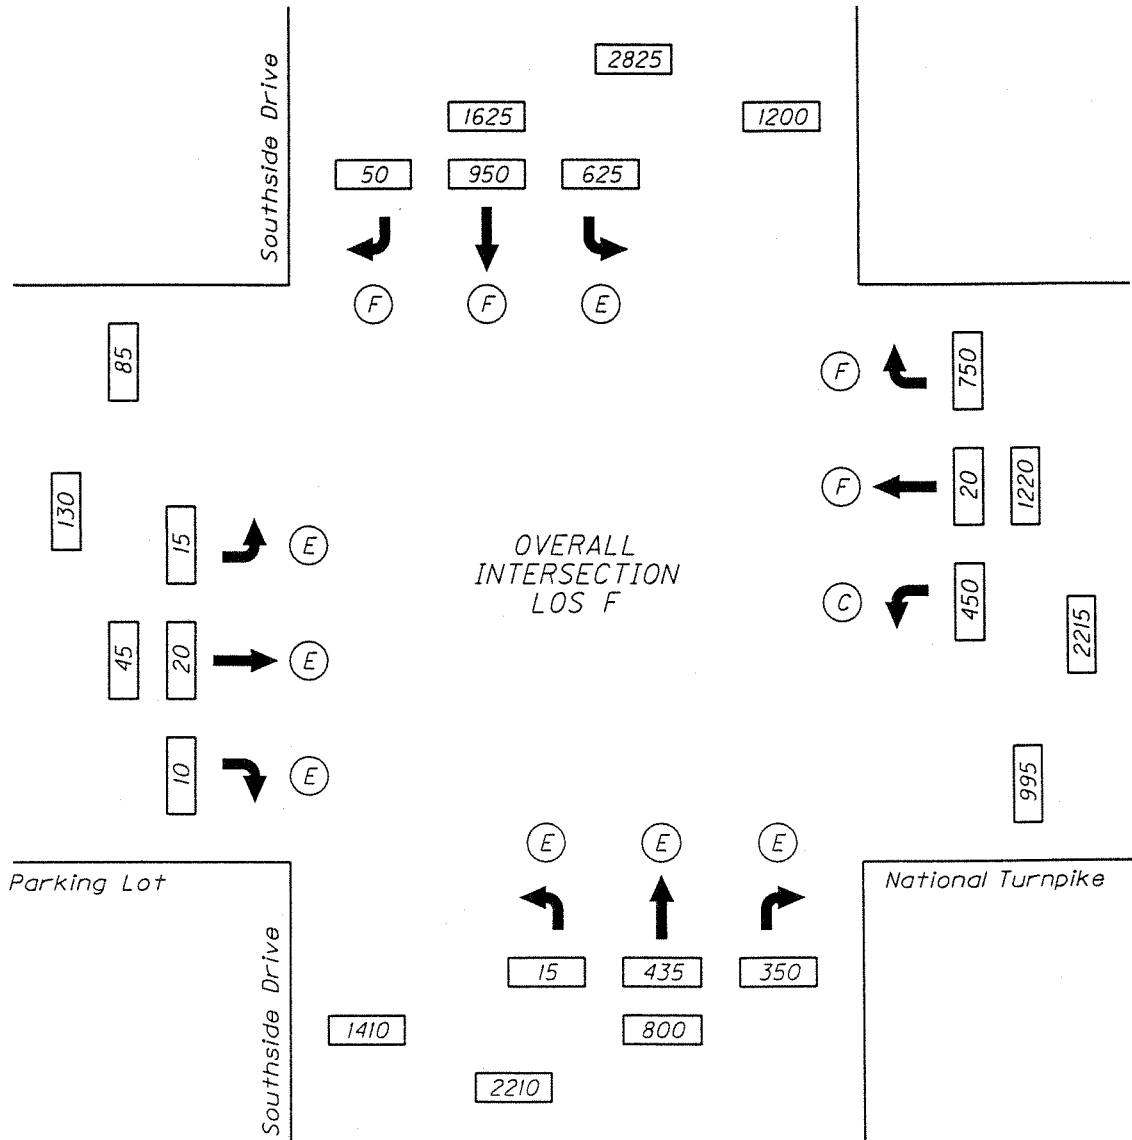 2825
1625
1200
Southside Drive
50
950
625
F
F
E
85
F
750
130
15
E
F
20
1220
OVERALL
INTERSECTION
LOS F
C
450
45
20
E
2215
10
E
995
E
E
E
Parking Lot
National Turnpike
15
435
350
Southside Drive
1410
800
2210